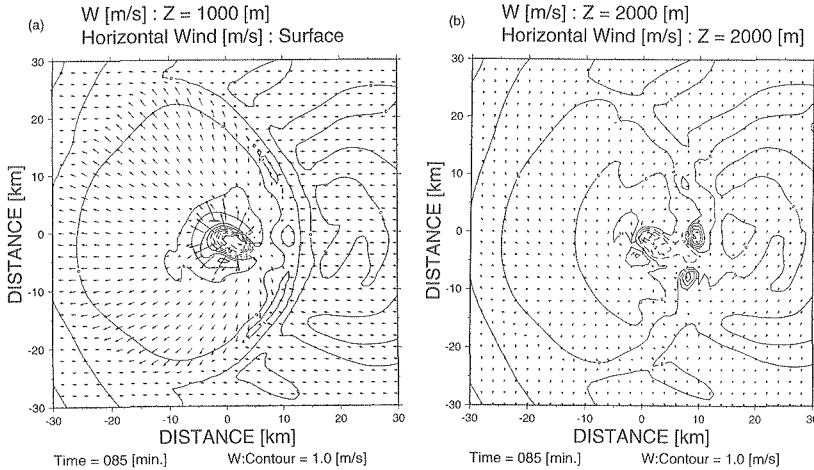 (a)
W [m/s] : Z = 1000 [m]
Horizontal Wind [m/s] : Surface
30
20
10
0
-10
-20
-30
DISTANCE [km]
-30 -20 -10 0 10 20 30
DISTANCE [km]
Time = 085 [min.] W:Contour = 1.0 [m/s]
(b)
W [m/s] : Z = 2000 [m]
Horizontal Wind [m/s] : Z = 2000 [m]
30
20
10
0
-10
-20
-30
DISTANCE [km]
-30 -20 -10 0 10 20 30
DISTANCE [km]
Time = 085 [min.] W:Contour = 1.0 [m/s]